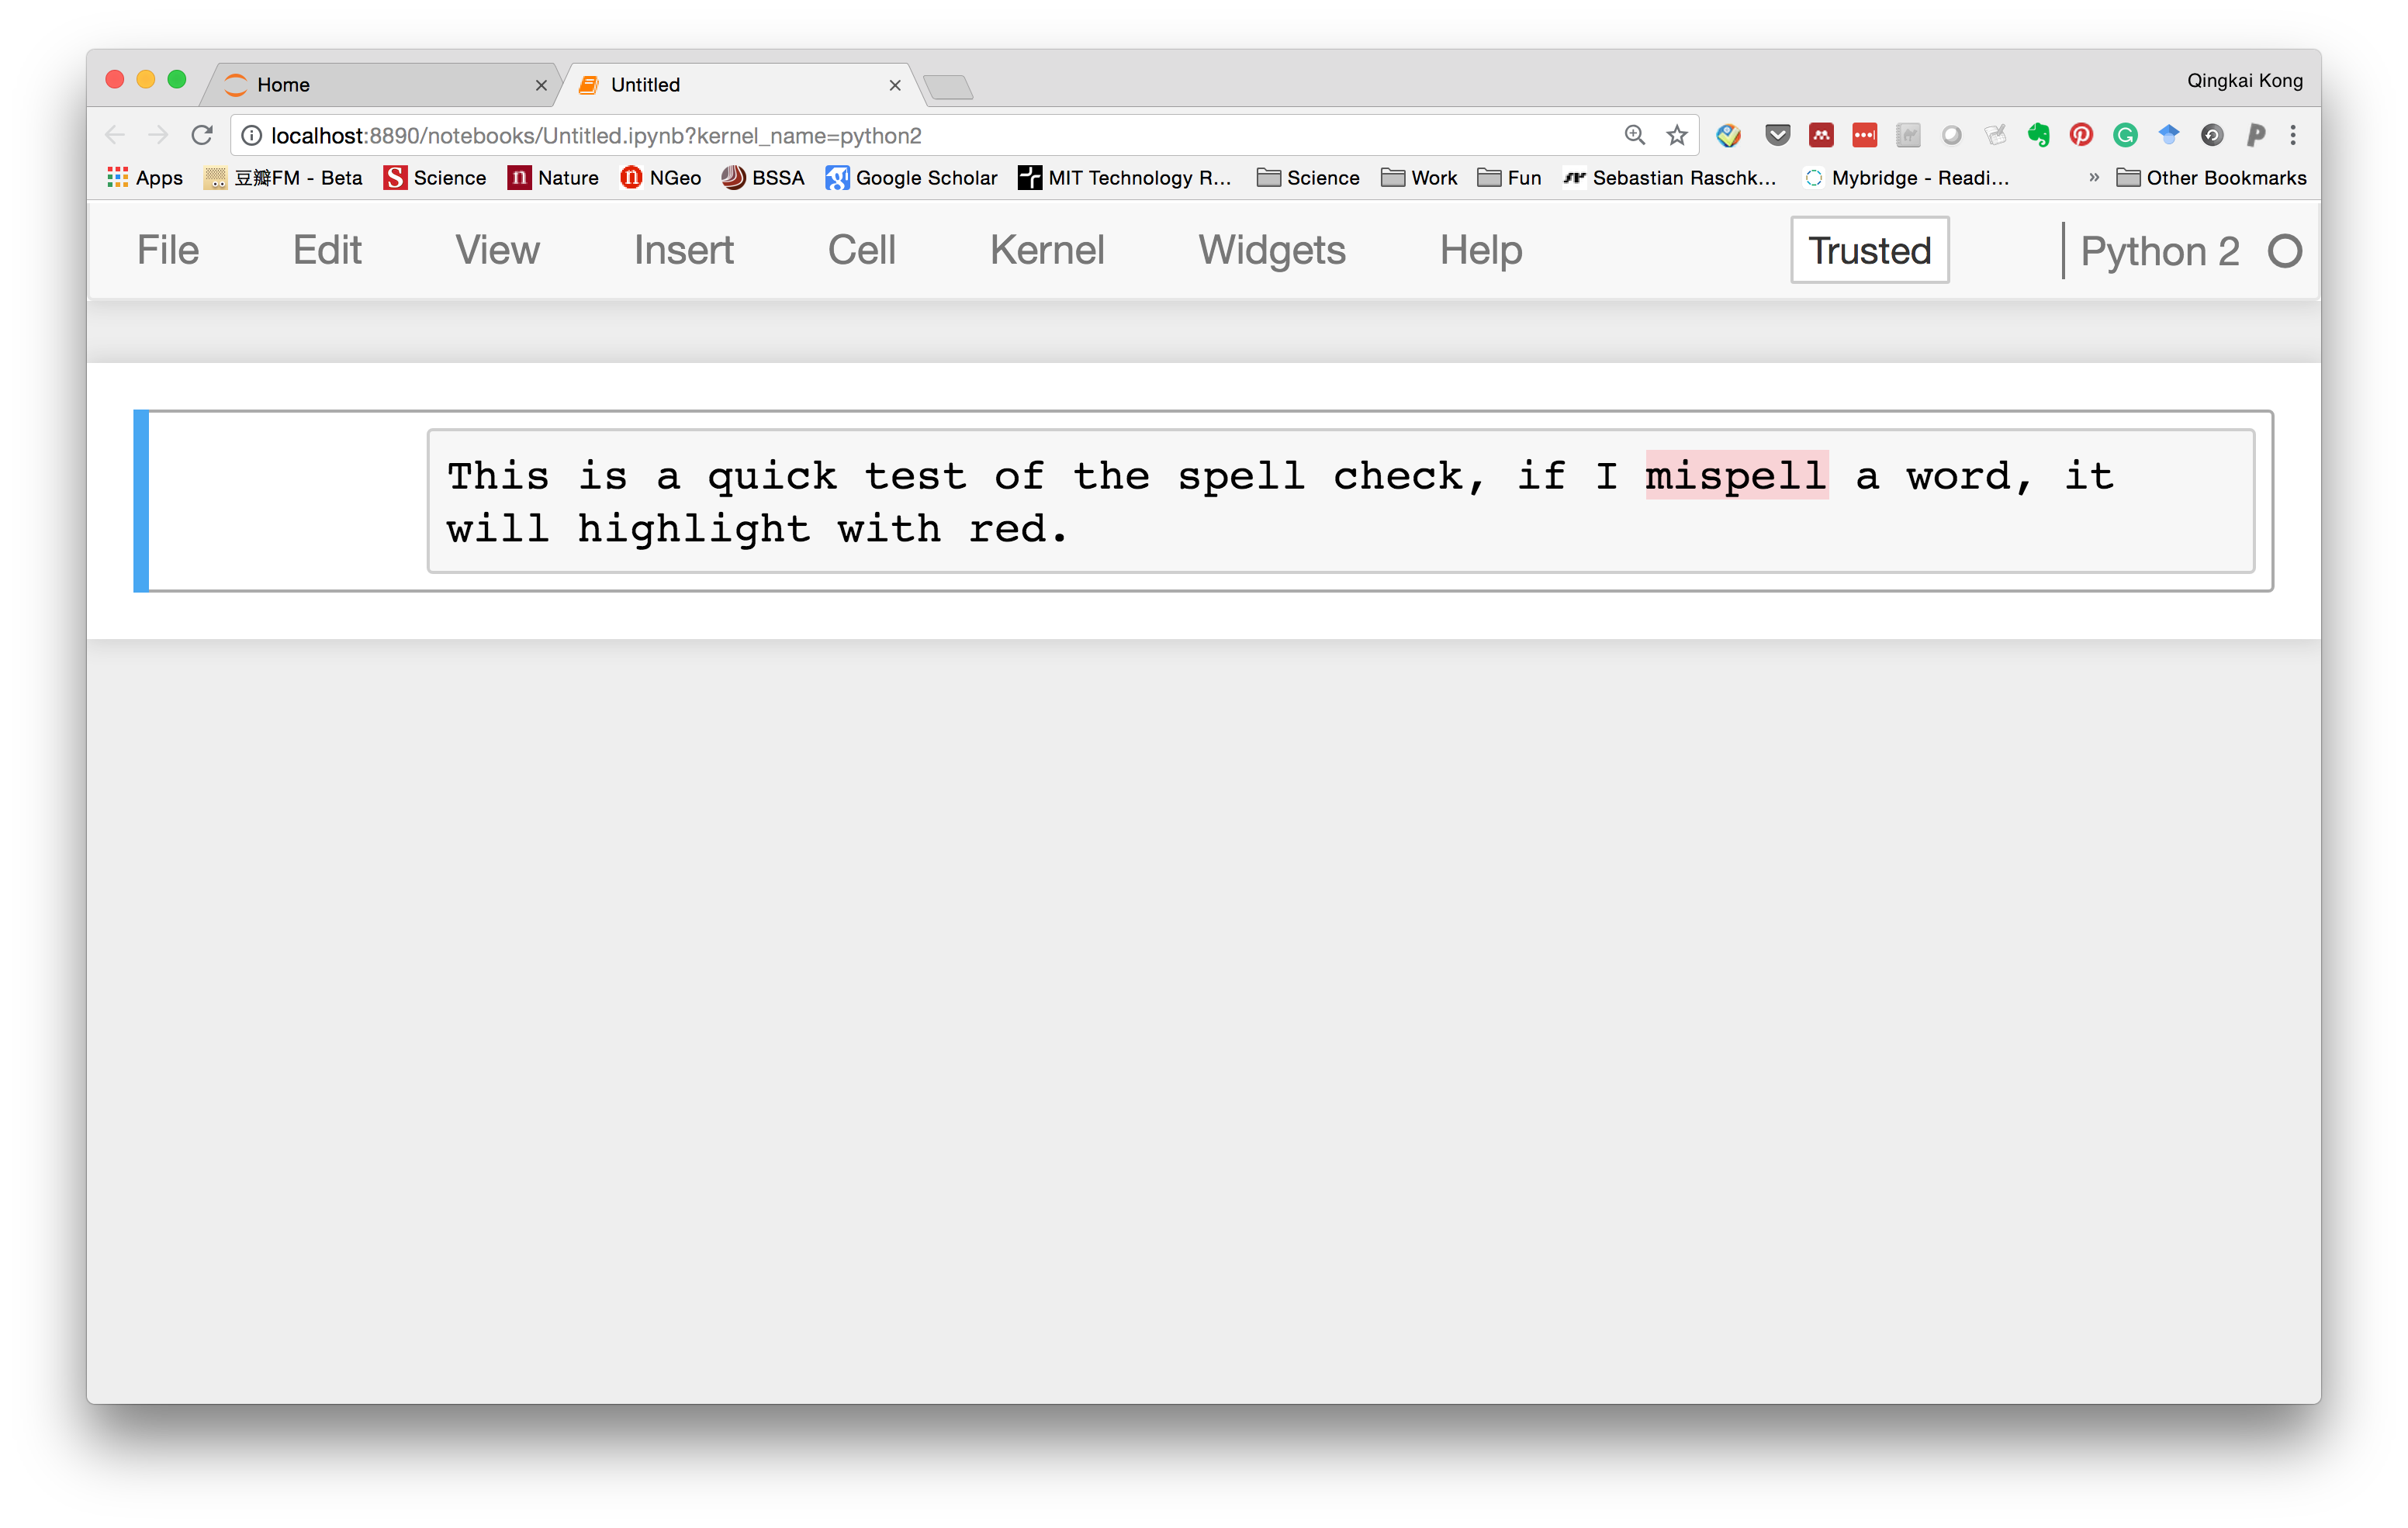 Home
Untitled
Qingkai Kong
localhost:8890/notebooks/Untitled.ipynb?kernel_name=python2
Apps 豆瓣FM - Beta Science Nature NGeo BSSA Google Scholar MIT Technology R... Science Work Fun Sebastian Raschk... Mybridge - Readi... » Other Bookmarks
File Edit View Insert Cell Kernel Widgets Help Trusted Python 2
This is a quick test of the spell check, if I mispell a word, it
will highlight with red.